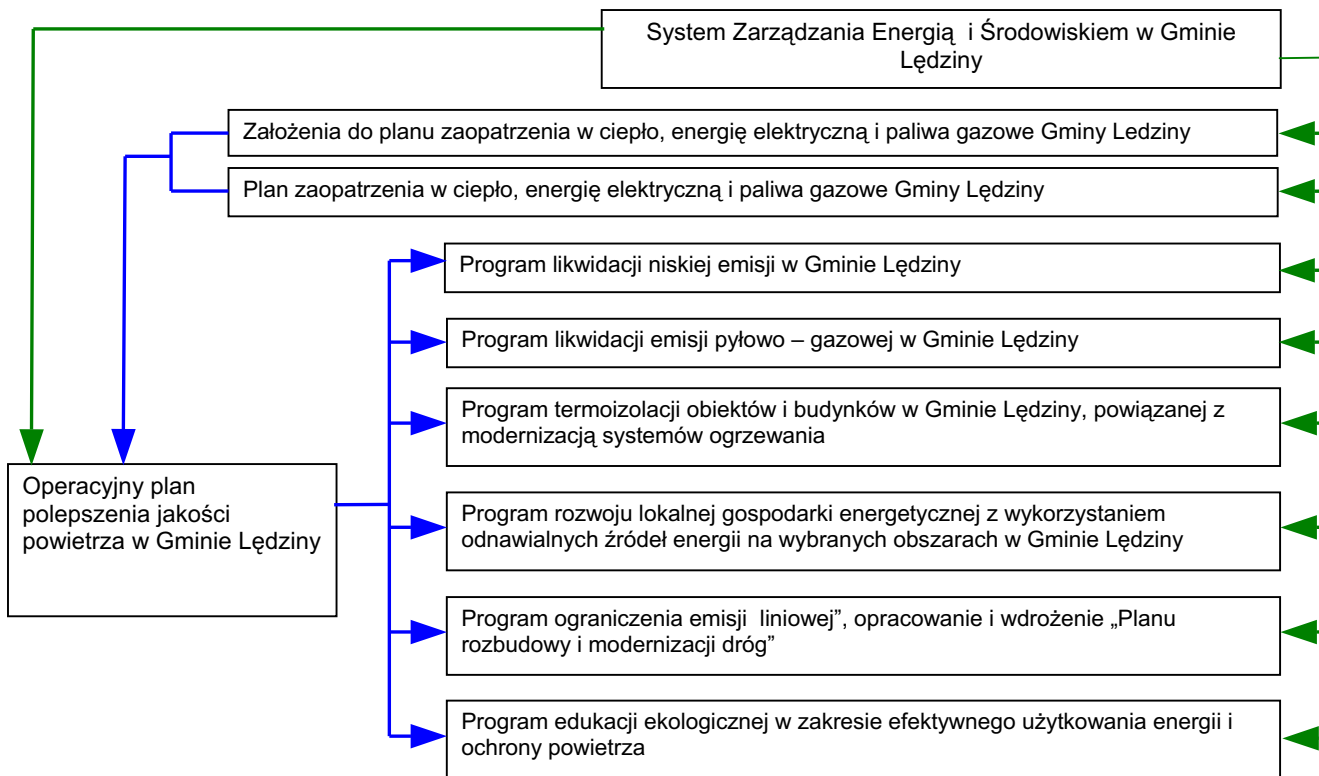 System Zarządzania Energią i Środowiskiem w Gminie
Lędziny
Założenia do planu zaopatrzenia w ciepło, energię elektryczną i paliwa gazowe Gminy Ledziny
Plan zaopatrzenia w ciepło, energię elektryczną i paliwa gazowe Gminy Lędziny
Program likwidacji niskiej emisji w Gminie Lędziny
Program likwidacji emisji pyłowo – gazowej w Gminie Lędziny
Program termoizolacji obiektów i budynków w Gminie Lędziny, powiązanej z
modernizacją systemów ogrzewania
Operacyjny plan
polepszenia jakości
powietrza w Gminie Lędziny
Program rozwoju lokalnej gospodarki energetycznej z wykorzystaniem
odnawialnych źródeł energii na wybranych obszarach w Gminie Lędziny
Program ograniczenia emisji liniowej”, opracowanie i wdrożenie „Planu
rozbudowy i modernizacji dróg”
Program edukacji ekologicznej w zakresie efektywnego użytkowania energii i
ochrony powietrza